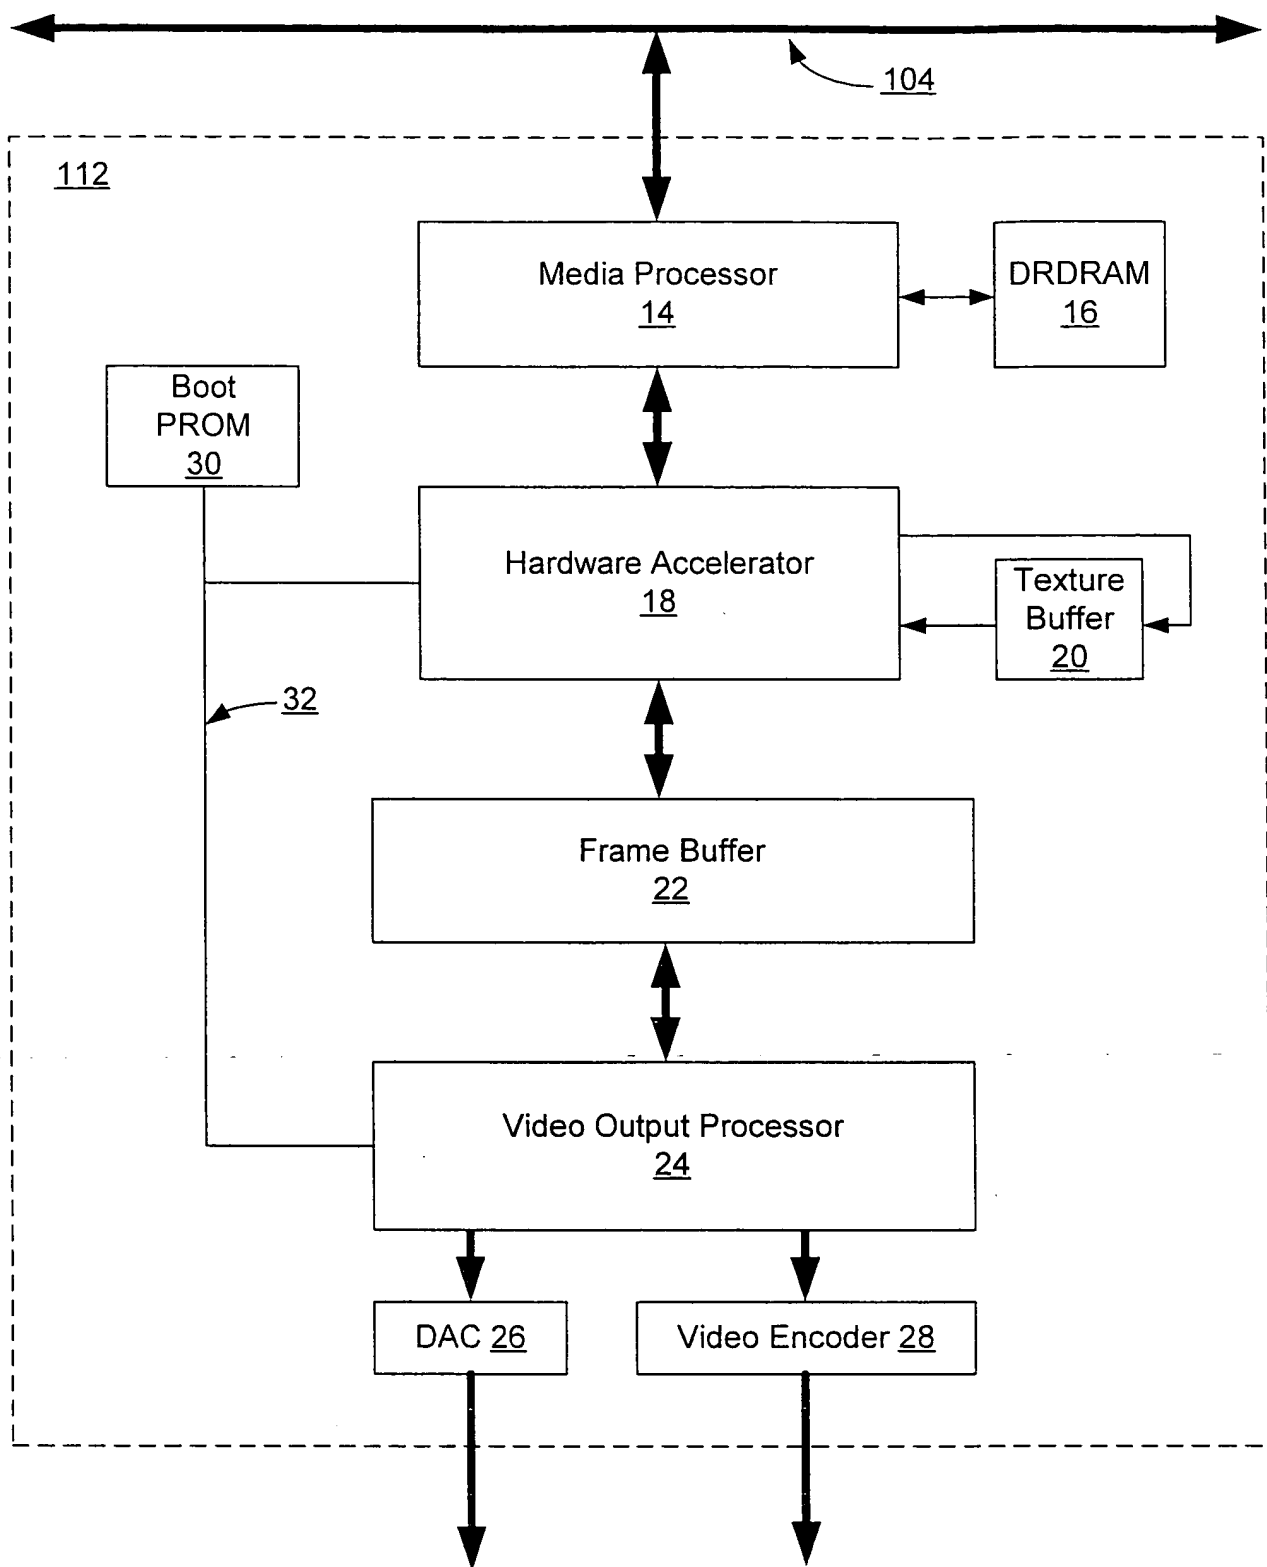 104
112
Media Processor
14
DRDRAM
16
Boot
PROM
30
Hardware Accelerator
18
Texture
Buffer
20
32
Frame Buffer
22
Video Output Processor
24
DAC 26
Video Encoder 28